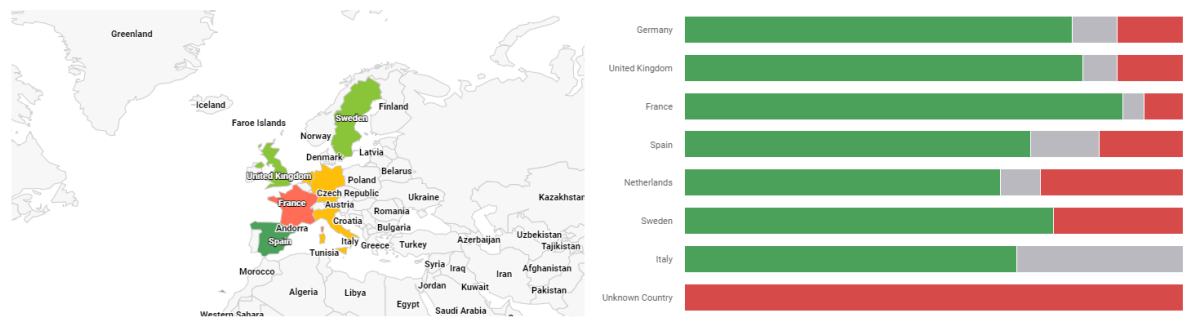 Greenland
Iceland
Faroe Islands
Sweden
Finland
Norway
Denmark
Latvia
United Kingdom
Poland
Belarus
Czech Republic
Ukraine
Kazakhstan
France
Austria
Romania
Andorra
Croatia
Bulgaria
Spain
Italy
Greece
Turkey
Azerbaijan
Uzbekistan
Tajikistan
Tunisia
Morocco
Syria
Iraq
Iran
Afghanistan
Algeria
Libya
Jordan
Kuwait
Pakistan
Egypt
Saudi Arabia
Western Sahara
Germany
United Kingdom
France
Spain
Netherlands
Sweden
Italy
Unknown Country